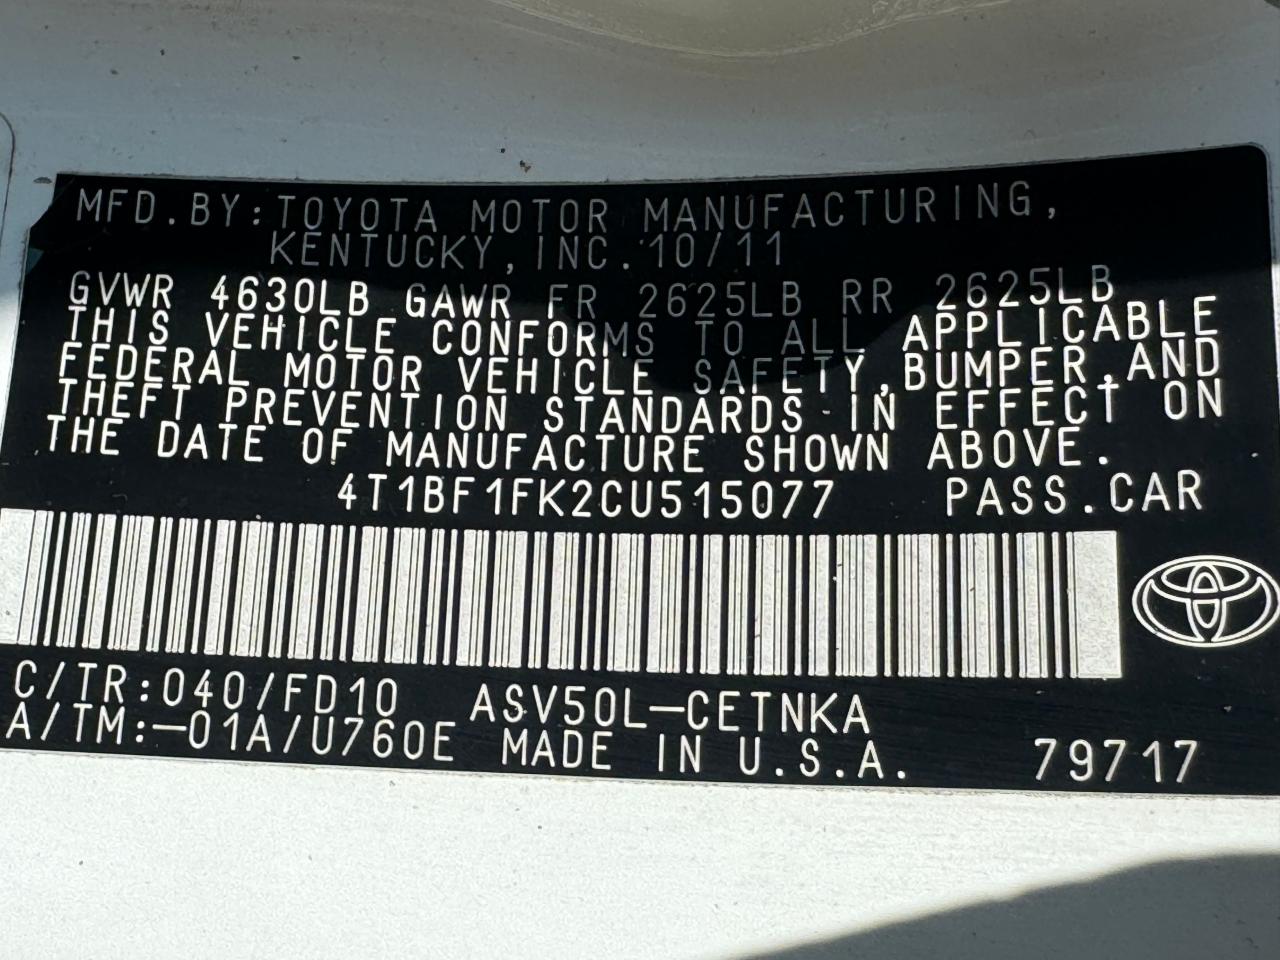 MFD.BY:TOYOTA MOTOR MANUFACTURING,
KENTUCKY,INC.10/11
GVWR 4630LB GAWR FR 2625LB RR 2625LB
THIS VEHICLE CONFORMS TO ALL APPLICABLE
FEDERAL MOTOR VEHICLE SAFETY,BUMPER,AND
THEFT PREVENTION STANDARDS IN EFFECT ON
THE DATE OF MANUFACTURE SHOWN ABOVE.
4T1BF1FK2CU515077 PASS.CAR
C/TR:040/FD10 ASV50L-CETNKA
A/TM:-01A/U760E MADE IN U.S.A. 79717